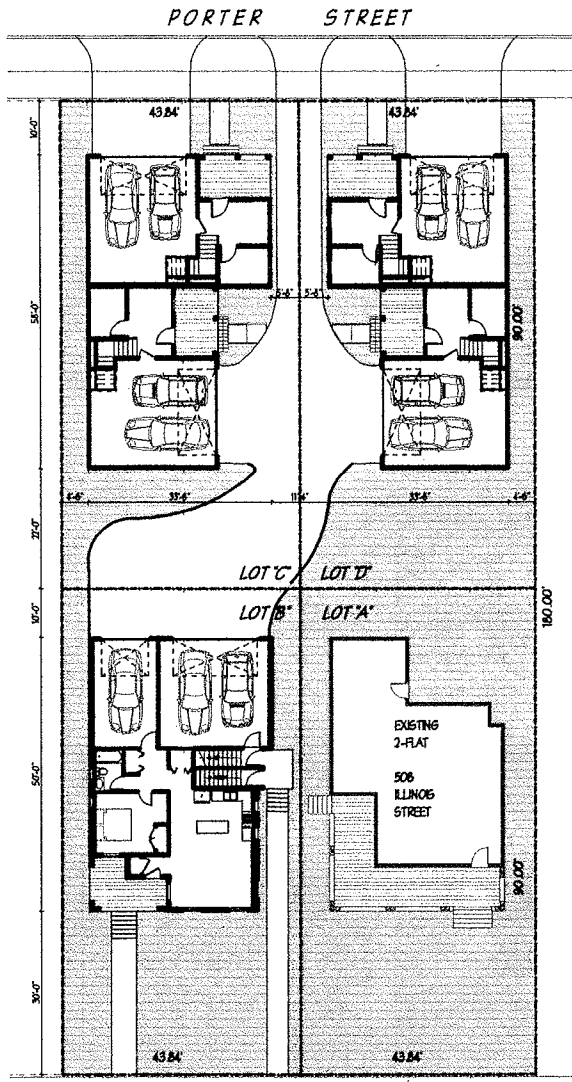 PORTER STREET
43.84' 43.84'
10'-0"
58'-0"
5'-6" 5'-6"
90.00'
4'-6" 33'-6" 11'-6" 33'-6" 4'-6"
22'-0"
LOT "C" LOT "D"
LOT "B" LOT "A"
180.00'
10'-0"
EXISTING
2-FLAT
508
ILLINOIS
STREET
50'-0"
90.00'
30'-0"
43.84' 43.84'